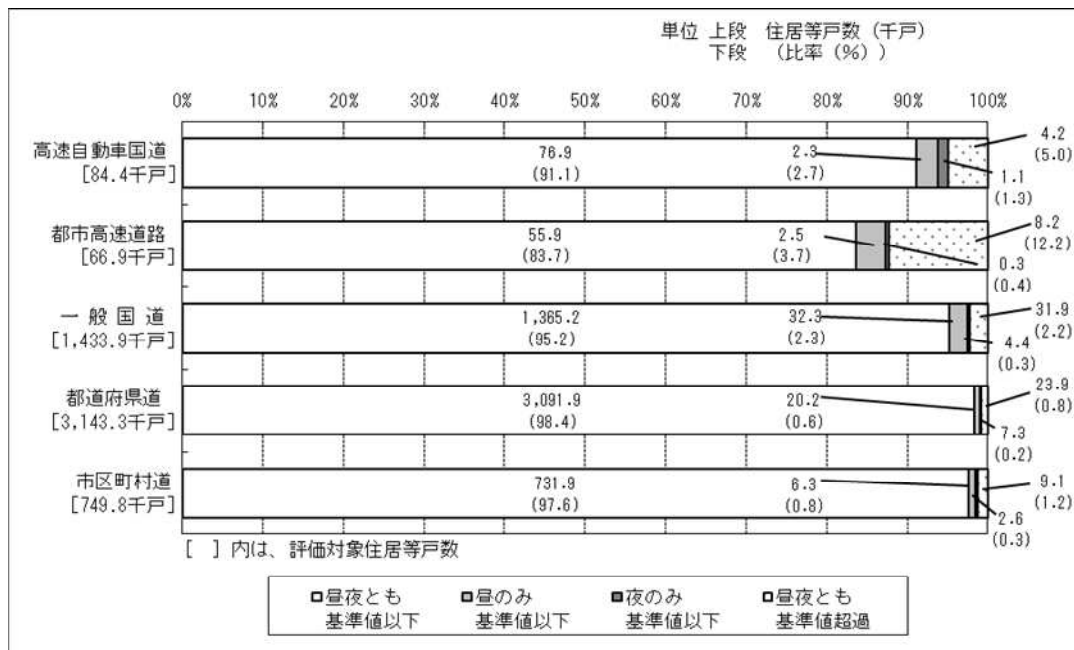 単位 上段 住居等戸数（千戸）
下段 （比率（%））
0% 10% 20% 30% 40% 50% 60% 70% 80% 90% 100%
高速自動車国道
[84.4千戸]
76.9
(91.1)
2.3
(2.7)
1.1
(1.3)
4.2
(5.0)
都市高速道路
[66.9千戸]
55.9
(83.7)
2.5
(3.7)
0.3
(0.4)
8.2
(12.2)
一般国道
[1,433.9千戸]
1,365.2
(95.2)
32.3
(2.3)
4.4
(0.3)
31.9
(2.2)
都道府県道
[3,143.3千戸]
3,091.9
(98.4)
20.2
(0.6)
7.3
(0.2)
23.9
(0.8)
市区町村道
[749.8千戸]
731.9
(97.6)
6.3
(0.8)
2.6
(0.3)
9.1
(1.2)
[ ]内は、評価対象住居等戸数
昼夜とも
基準値以下
昼のみ
基準値以下
夜のみ
基準値以下
昼夜とも
基準値超過